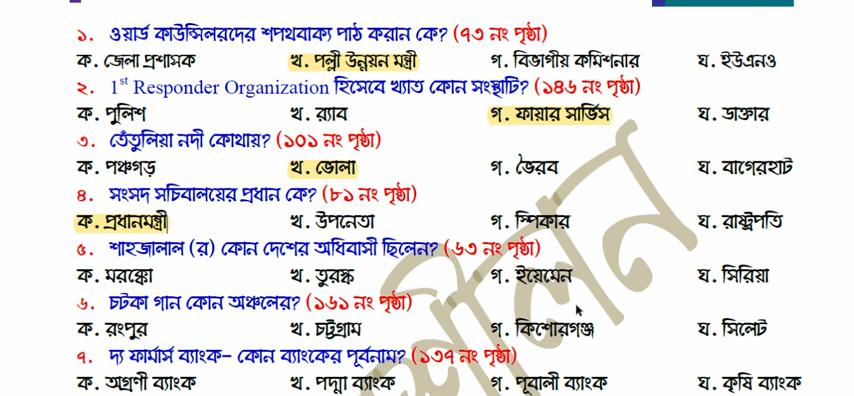 ১. ওয়ার্ড কাউন্সিলরদের শপথবাক্য পাঠ করান কে? (৭৩ নং পৃষ্ঠা)
ক. জেলা প্রশাসক খ. পল্লী উন্নয়ন মন্ত্রী গ. বিভাগীয় কমিশনার ঘ. ইউএনও
২. 1st Responder Organization হিসেবে খ্যাত কোন সংস্থাটি? (১৪৬ নং পৃষ্ঠা)
ক. পুলিশ খ. র‍্যাব গ. ফায়ার সার্ভিস ঘ. ডাক্তার
৩. তেঁতুলিয়া নদী কোথায়? (১০১ নং পৃষ্ঠা)
ক. পঞ্চগড় খ. ভোলা গ. ভৈরব ঘ. বাগেরহাট
৪. সংসদ সচিবালয়ের প্রধান কে? (৮১ নং পৃষ্ঠা)
ক. প্রধানমন্ত্রী খ. উপনেতা গ. স্পিকার ঘ. রাষ্ট্রপতি
৫. শাহজালাল (র) কোন দেশের অধিবাসী ছিলেন? (৬৩ নং পৃষ্ঠা)
ক. মরক্কো খ. তুরস্ক গ. ইয়েমেন ঘ. সিরিয়া
৬. চটকা গান কোন অঞ্চলের? (১৬১ নং পৃষ্ঠা)
ক. রংপুর খ. চট্টগ্রাম গ. কিশোরগঞ্জ ঘ. সিলেট
৭. দ্য ফার্মার্স ব্যাংক– কোন ব্যাংকের পূর্বনাম? (১৩৭ নং পৃষ্ঠা)
ক. অগ্রণী ব্যাংক খ. পদ্মা ব্যাংক গ. পূবালী ব্যাংক ঘ. কৃষি ব্যাংক